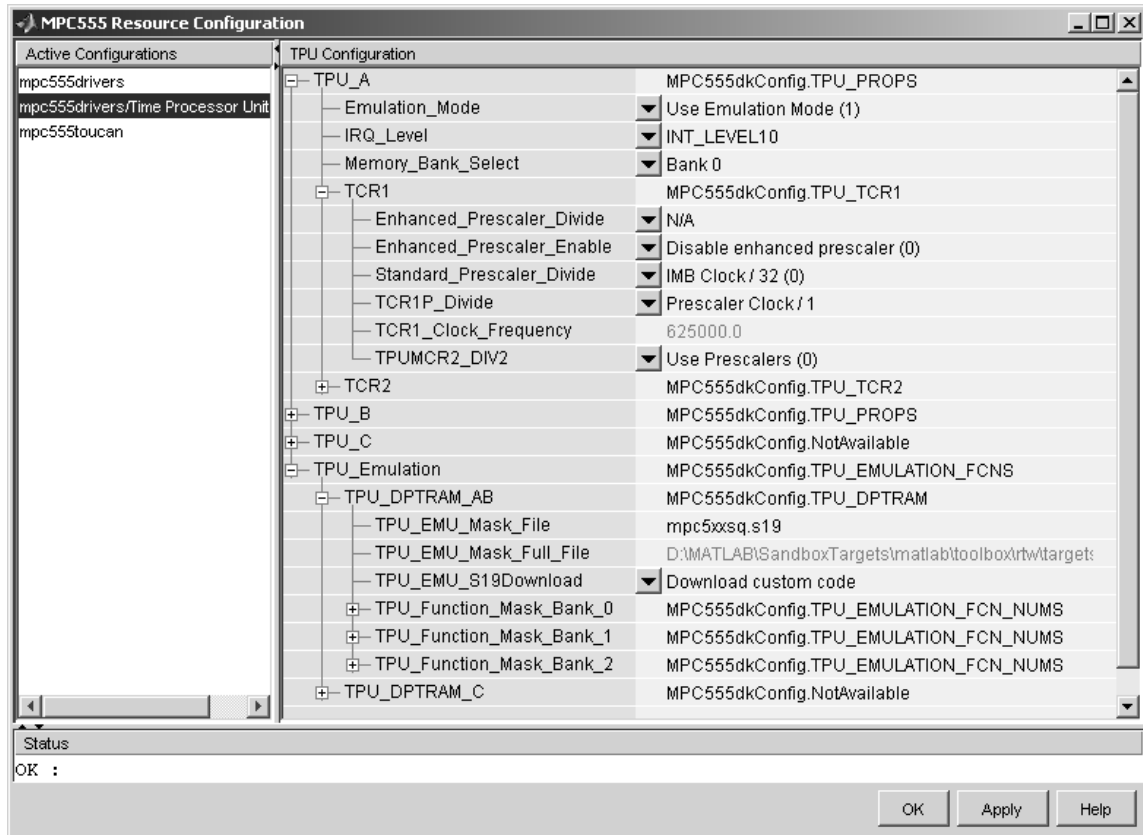 MPC555 Resource Configuration
Active Configurations
mpc555drivers
mpc555drivers/Time Processor Unit
mpc555toucan
TPU Configuration
TPU_A MPC555dkConfig.TPU_PROPS
Emulation_Mode Use Emulation Mode (1)
IRQ_Level INT_LEVEL10
Memory_Bank_Select Bank 0
TCR1 MPC555dkConfig.TPU_TCR1
Enhanced_Prescaler_Divide N/A
Enhanced_Prescaler_Enable Disable enhanced prescaler (0)
Standard_Prescaler_Divide IMB Clock / 32 (0)
TCR1P_Divide Prescaler Clock / 1
TCR1_Clock_Frequency 625000.0
TPUMCR2_DIV2 Use Prescalers (0)
TCR2 MPC555dkConfig.TPU_TCR2
TPU_B MPC555dkConfig.TPU_PROPS
TPU_C MPC555dkConfig.NotAvailable
TPU_Emulation MPC555dkConfig.TPU_EMULATION_FCNS
TPU_DPTRAM_AB MPC555dkConfig.TPU_DPTRAM
TPU_EMU_Mask_File mpc5xxsq.s19
TPU_EMU_Mask_Full_File D:\MATLAB\SandboxTargets\matlab\toolbox\rtw\targets
TPU_EMU_S19Download Download custom code
TPU_Function_Mask_Bank_0 MPC555dkConfig.TPU_EMULATION_FCN_NUMS
TPU_Function_Mask_Bank_1 MPC555dkConfig.TPU_EMULATION_FCN_NUMS
TPU_Function_Mask_Bank_2 MPC555dkConfig.TPU_EMULATION_FCN_NUMS
TPU_DPTRAM_C MPC555dkConfig.NotAvailable
Status
OK :
OK Apply Help